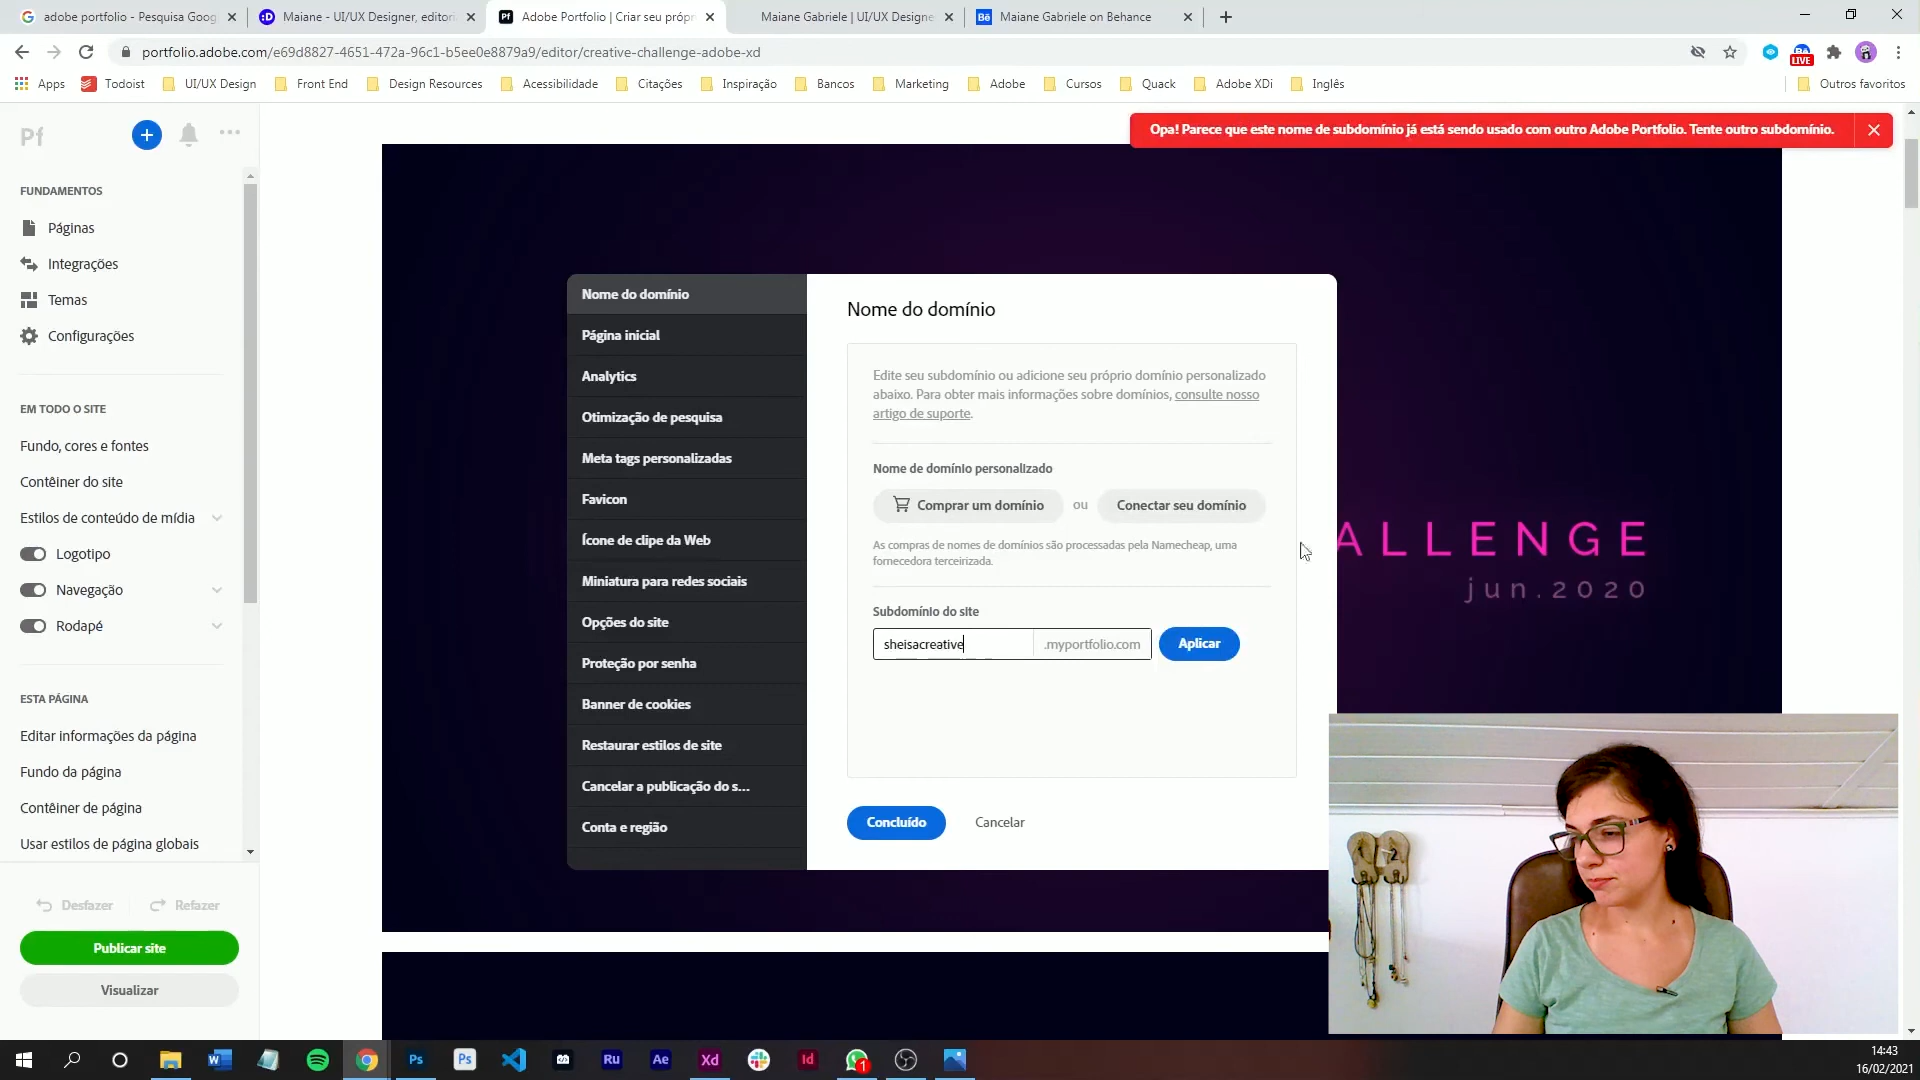 adobe portfolio - Pesquisa Goog
Maiane - UI/UX Designer, editori
Adobe Portfolio | Criar seu própr
Maiane Gabriele | UI/UX Designe
Maiane Gabriele on Behance
portfolio.adobe.com/e69d8827-4651-472a-96c1-b5ee0e8879a9/editor/creative-challenge-adobe-xd
LIVE
Apps
Todoist
UI/UX Design
Front End
Design Resources
Acessibilidade
Citações
Inspiração
Bancos
Marketing
Adobe
Cursos
Quack
Adobe XDi
Inglês
Outros favoritos
Pf
Opa! Parece que este nome de subdomínio já está sendo usado com outro Adobe Portfolio. Tente outro subdomínio.
FUNDAMENTOS
Páginas
Integrações
Temas
Configurações
EM TODO O SITE
Fundo, cores e fontes
Contêiner do site
Estilos de conteúdo de mídia
Logotipo
Navegação
Rodapé
ESTA PÁGINA
Editar informações da página
Fundo da página
Contêiner de página
Usar estilos de página globais
Desfazer
Refazer
Publicar site
Visualizar
Nome do domínio
Página inicial
Analytics
Otimização de pesquisa
Meta tags personalizadas
Favicon
Ícone de clipe da Web
Miniatura para redes sociais
Opções do site
Proteção por senha
Banner de cookies
Restaurar estilos de site
Cancelar a publicação do s...
Conta e região
Nome do domínio
Edite seu subdomínio ou adicione seu próprio domínio personalizado
abaixo. Para obter mais informações sobre domínios, consulte nosso
artigo de suporte.
Nome de domínio personalizado
Comprar um domínio
ou
Conectar seu domínio
As compras de nomes de domínios são processadas pela Namecheap, uma
fornecedora terceirizada.
Subdomínio do site
sheisacreative
.myportfolio.com
Aplicar
Concluído
Cancelar
ALLENGE
jun.2020
Ps
Ps
Ru
Ae
Xd
Id
1
14:43
16/02/2021